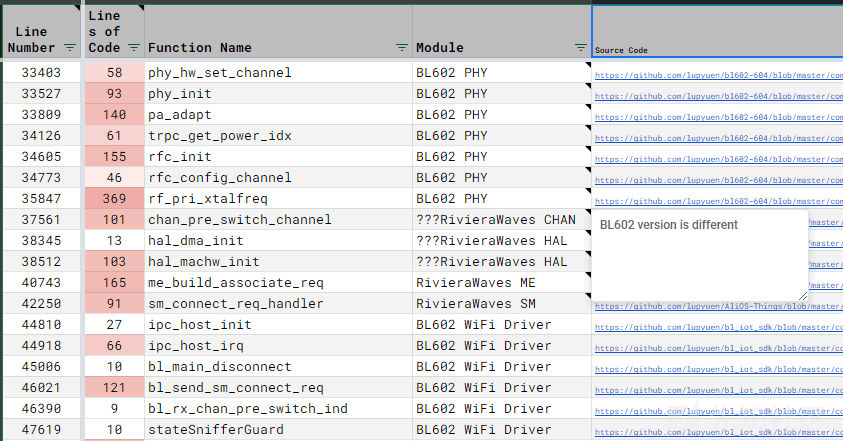 Line Number
Lines of Code
Function Name
Module
Source Code
33403 58 phy_hw_set_channel BL602 PHY https://github.com/lupyuen/bl602-604/blob/master/com
33527 93 phy_init BL602 PHY https://github.com/lupyuen/bl602-604/blob/master/com
33809 140 pa_adapt BL602 PHY https://github.com/lupyuen/bl602-604/blob/master/com
34126 61 trpc_get_power_idx BL602 PHY https://github.com/lupyuen/bl602-604/blob/master/com
34605 155 rfc_init BL602 PHY https://github.com/lupyuen/bl602-604/blob/master/com
34773 46 rfc_config_channel BL602 PHY https://github.com/lupyuen/bl602-604/blob/master/com
35847 369 rf_pri_xtalfreq BL602 PHY https://github.com/lupyuen/bl602-604/blob/master/com
37561 101 chan_pre_switch_channel ???RivieraWaves CHAN
BL602 version is different
38345 13 hal_dma_init ???RivieraWaves HAL
38512 103 hal_machw_init ???RivieraWaves HAL
40743 165 me_build_associate_req RivieraWaves ME
42250 91 sm_connect_req_handler RivieraWaves SM https://github.com/lupyuen/AliOS-Things/blob/master/
44810 27 ipc_host_init BL602 WiFi Driver https://github.com/lupyuen/bl_iot_sdk/blob/master/co
44918 66 ipc_host_irq BL602 WiFi Driver https://github.com/lupyuen/bl_iot_sdk/blob/master/co
45006 10 bl_main_disconnect BL602 WiFi Driver https://github.com/lupyuen/bl_iot_sdk/blob/master/co
46021 121 bl_send_sm_connect_req BL602 WiFi Driver https://github.com/lupyuen/bl_iot_sdk/blob/master/co
46390 9 bl_rx_chan_pre_switch_ind BL602 WiFi Driver https://github.com/lupyuen/bl_iot_sdk/blob/master/co
47619 10 stateSnifferGuard BL602 WiFi Driver https://github.com/lupyuen/bl_iot_sdk/blob/master/co